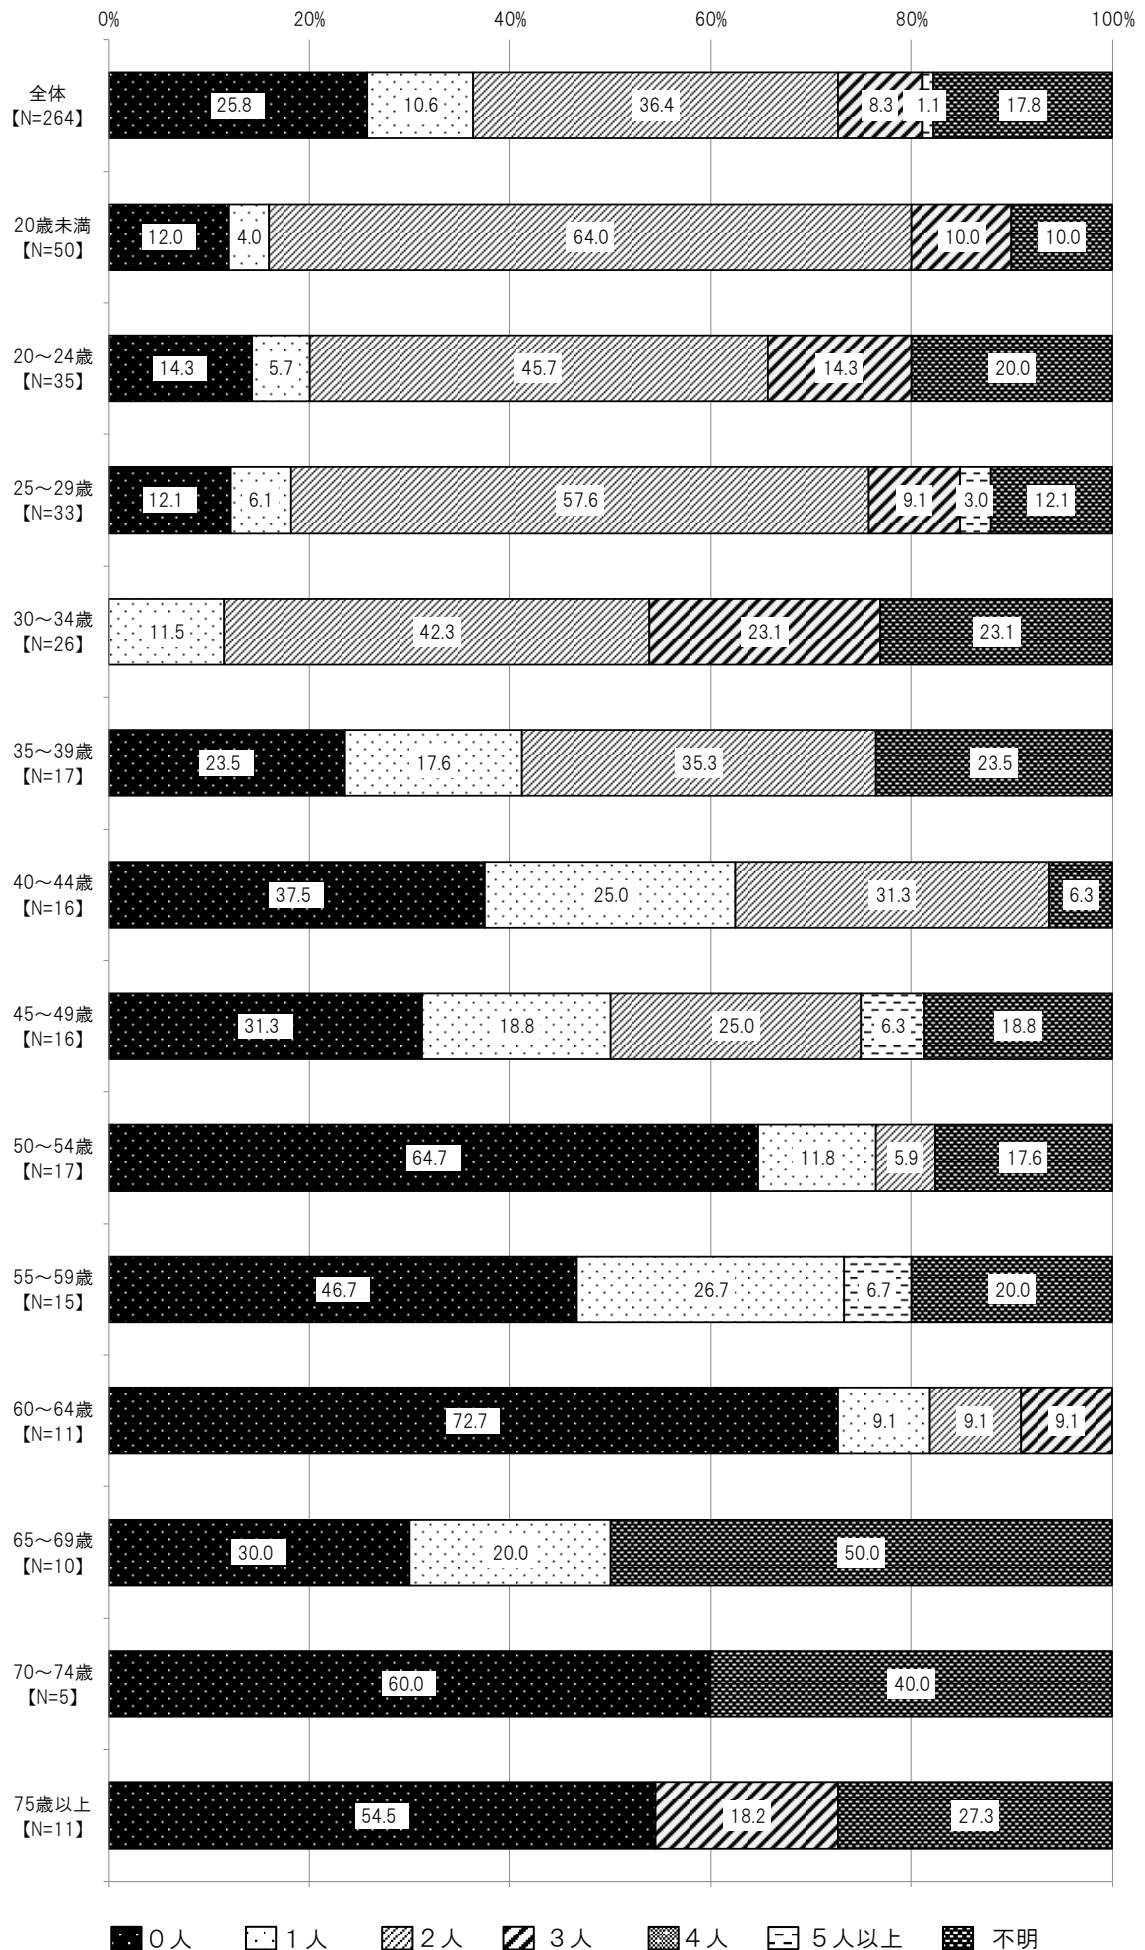 0% 20% 40% 60% 80% 100%
全体
【N=264】
25.8 10.6 36.4 8.3 1.1 17.8
20歳未満
【N=50】
12.0 4.0 64.0 10.0 10.0
20～24歳
【N=35】
14.3 5.7 45.7 14.3 20.0
25～29歳
【N=33】
12.1 6.1 57.6 9.1 3.0 12.1
30～34歳
【N=26】
11.5 42.3 23.1 23.1
35～39歳
【N=17】
23.5 17.6 35.3 23.5
40～44歳
【N=16】
37.5 25.0 31.3 6.3
45～49歳
【N=16】
31.3 18.8 25.0 6.3 18.8
50～54歳
【N=17】
64.7 11.8 5.9 17.6
55～59歳
【N=15】
46.7 26.7 6.7 20.0
60～64歳
【N=11】
72.7 9.1 9.1 9.1
65～69歳
【N=10】
30.0 20.0 50.0
70～74歳
【N=5】
60.0 40.0
75歳以上
【N=11】
54.5 18.2 27.3
０人 １人 ２人 ３人 ４人 ５人以上 不明